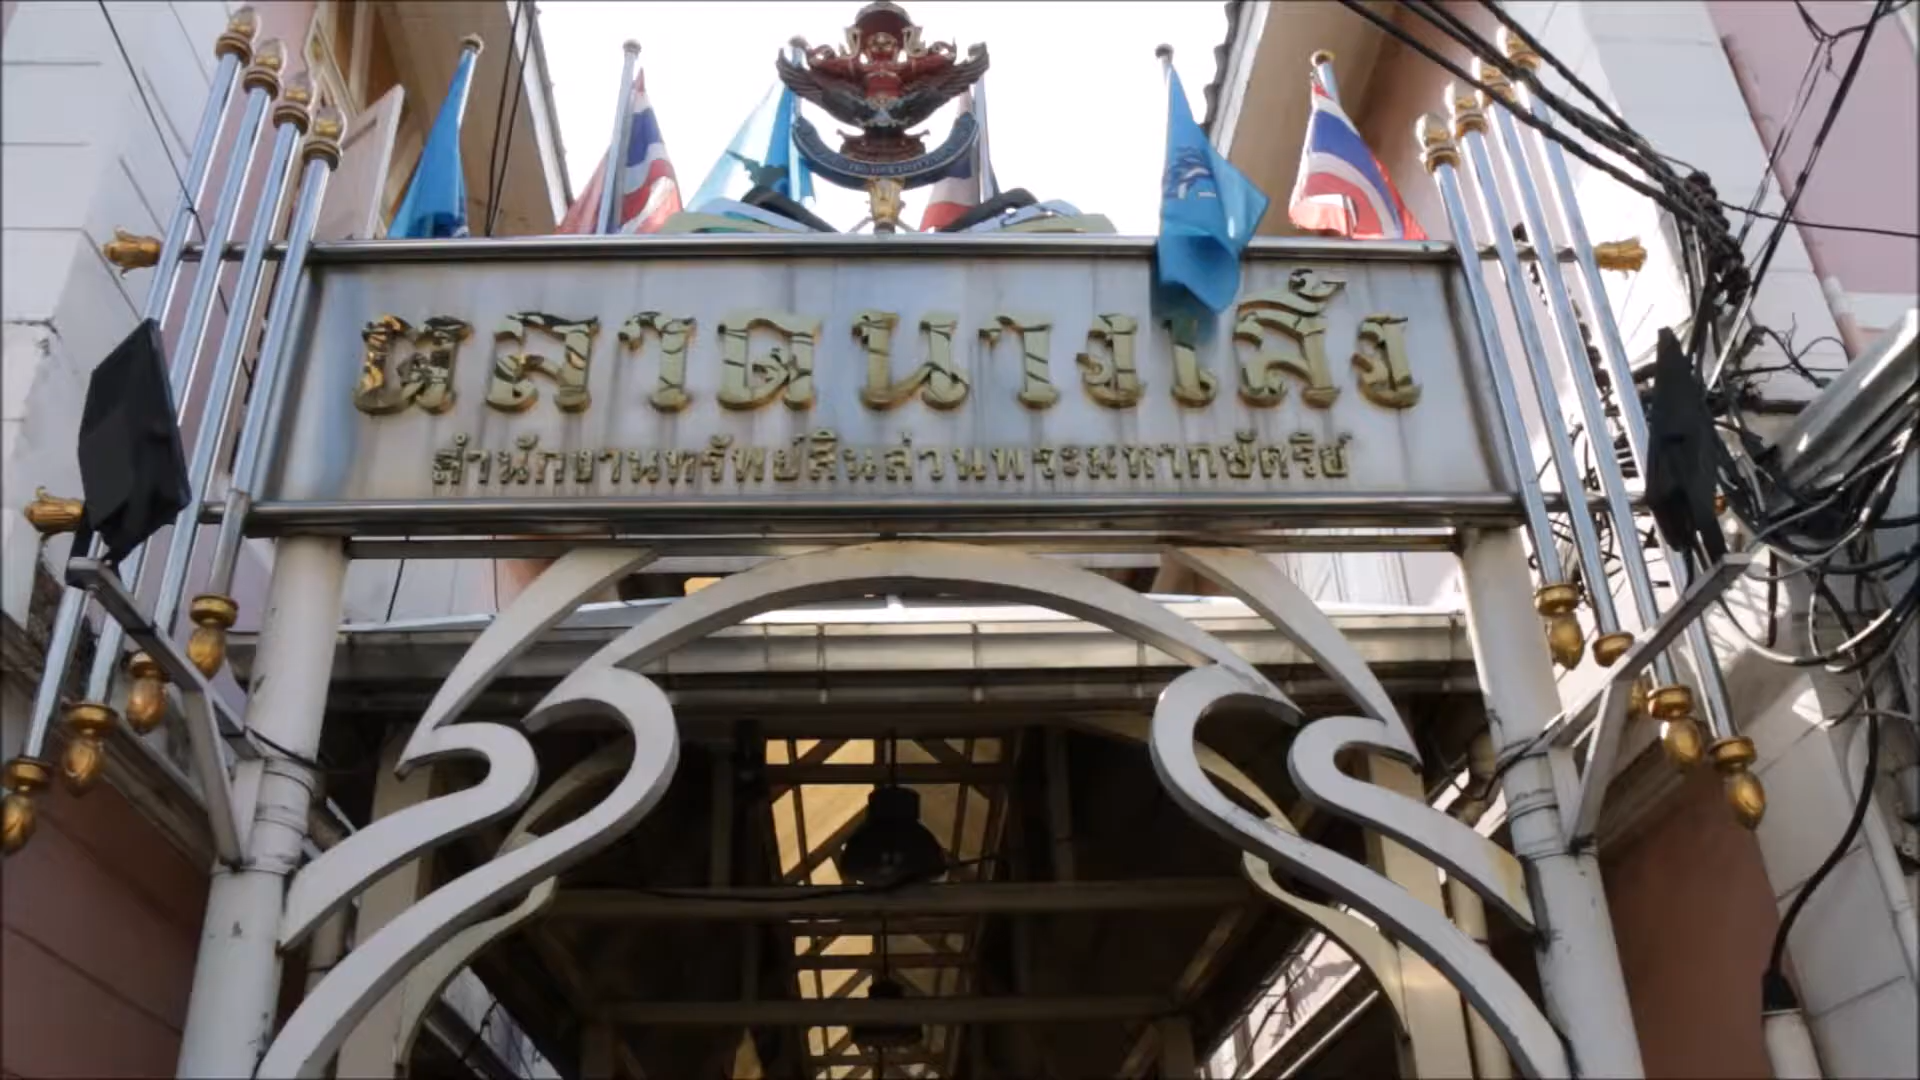 ตลาดนางเลิ้ง
สำนักงานทรัพย์สินส่วนพระมหากษัตริย์